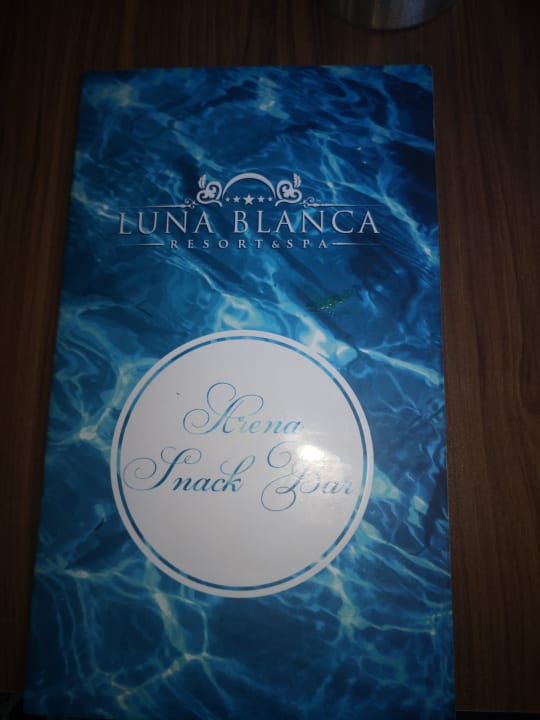 LUNA BLANCA
RESORT & SPA
Arena
Snack Bar